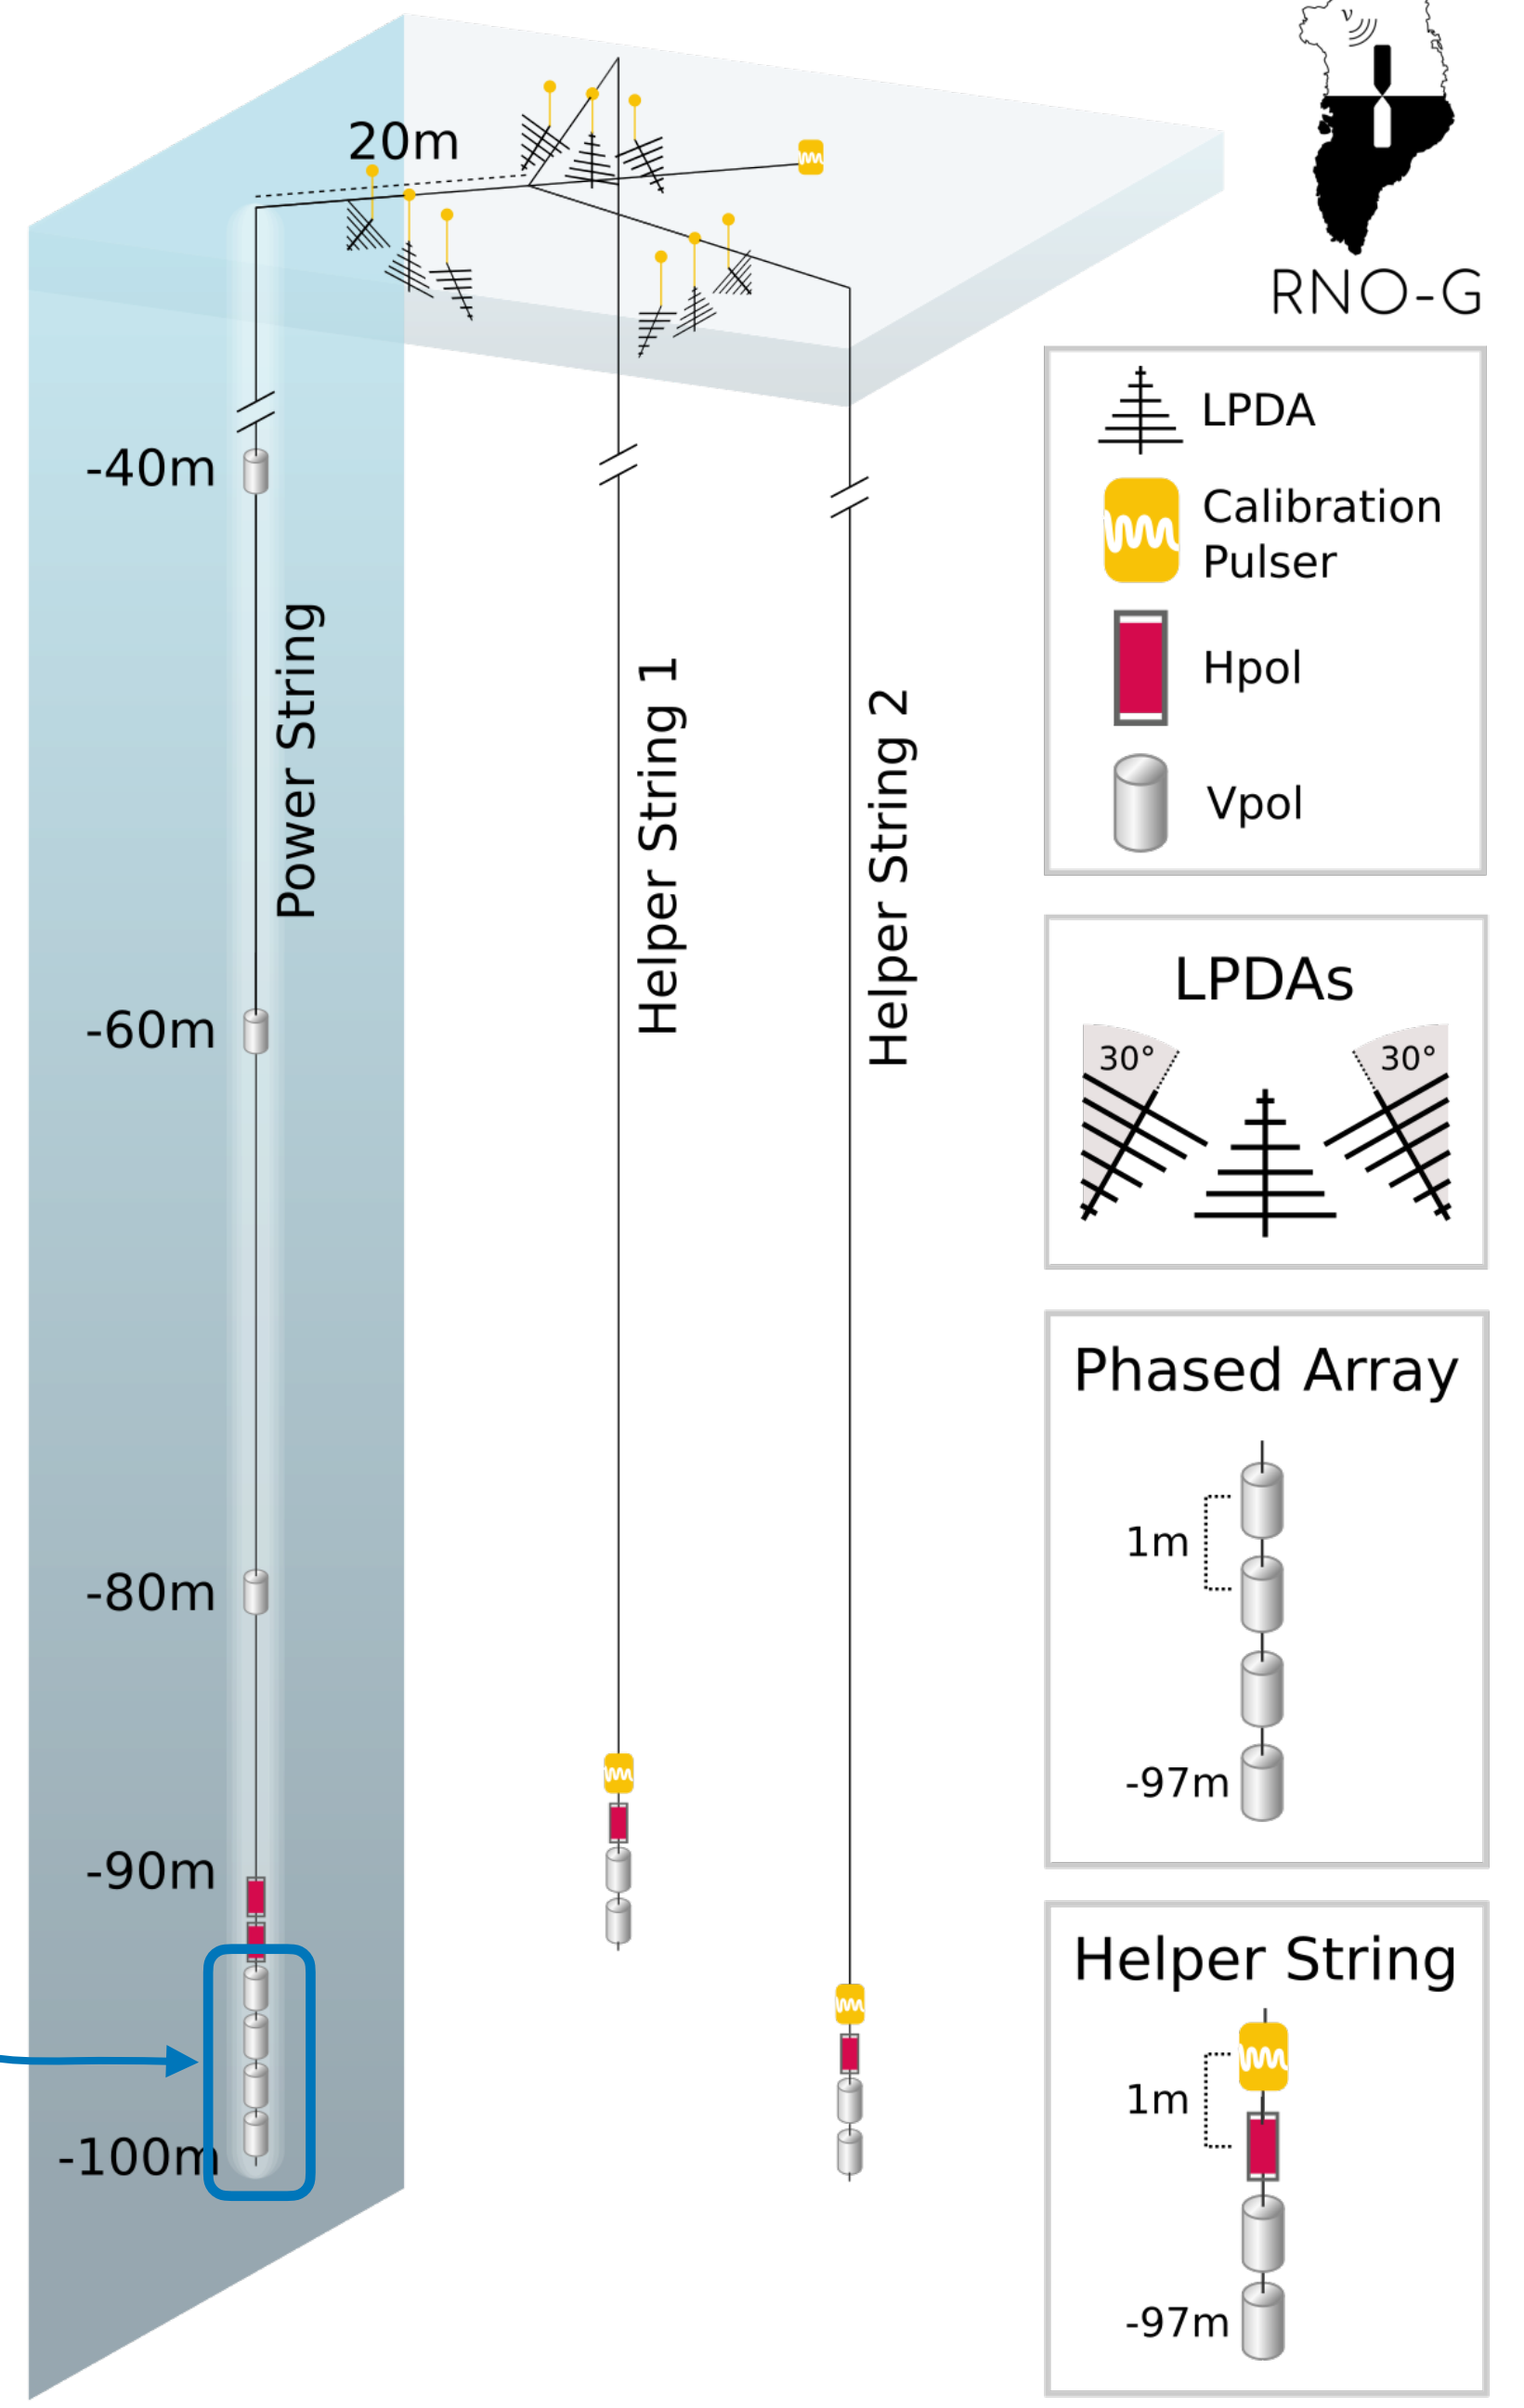 ν
RNO-G
20m
-40m
-60m
-80m
-90m
-100m
Power String
Helper String 1
Helper String 2
LPDA
Calibration
Pulser
Hpol
Vpol
LPDAs
30°
30°
Phased Array
1m
-97m
Helper String
1m
-97m